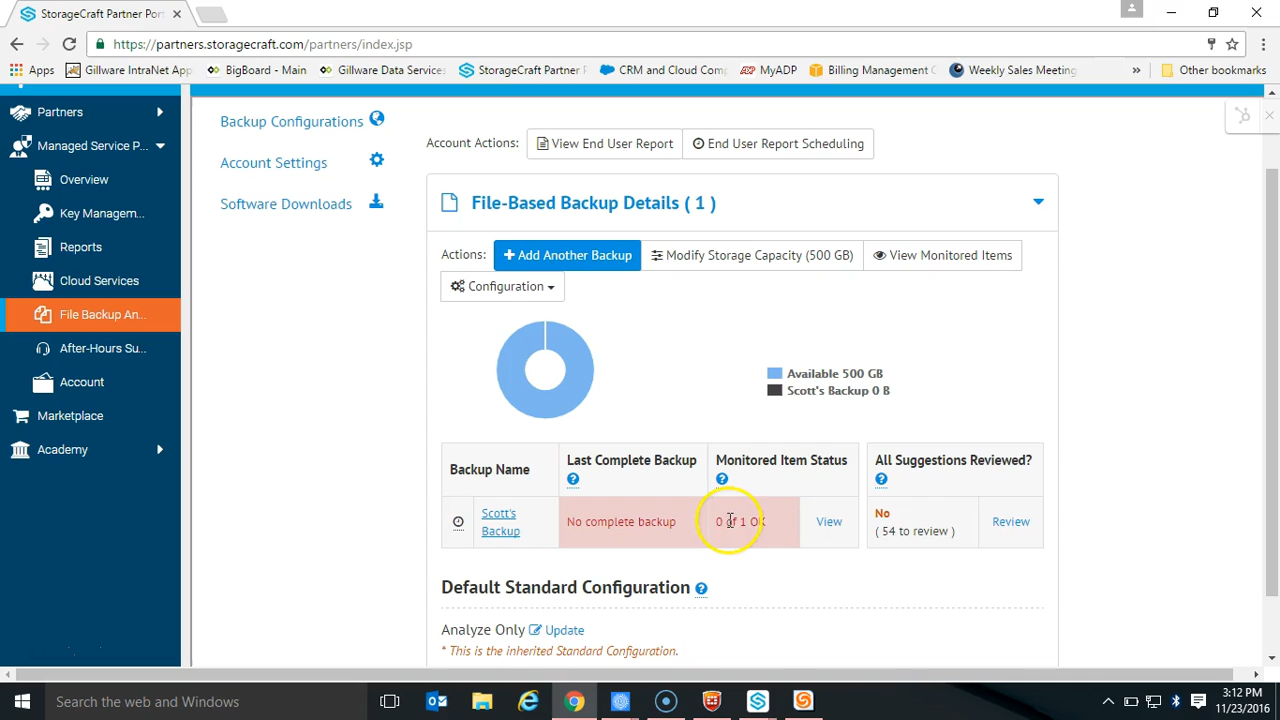 StorageCraft Partner Port
https://partners.storagecraft.com/partners/index.jsp
Apps Gillware IntraNet App BigBoard - Main Gillware Data Services StorageCraft Partner P CRM and Cloud Comp MyADP Billing Management C Weekly Sales Meeting » Other bookmarks
Partners
Managed Service P...
Overview
Key Managem...
Reports
Cloud Services
File Backup An...
After-Hours Su...
Account
Marketplace
Academy
Backup Configurations
Account Settings
Software Downloads
Account Actions: View End User Report End User Report Scheduling
File-Based Backup Details ( 1 )
Actions: + Add Another Backup Modify Storage Capacity (500 GB) View Monitored Items
Configuration
Available 500 GB
Scott's Backup 0 B
Backup Name Last Complete Backup ? Monitored Item Status ? All Suggestions Reviewed? ?
Scott's Backup No complete backup 0 of 1 OK View No ( 54 to review ) Review
Default Standard Configuration ?
Analyze Only Update
* This is the inherited Standard Configuration.
Search the web and Windows
3:12 PM
11/23/2016